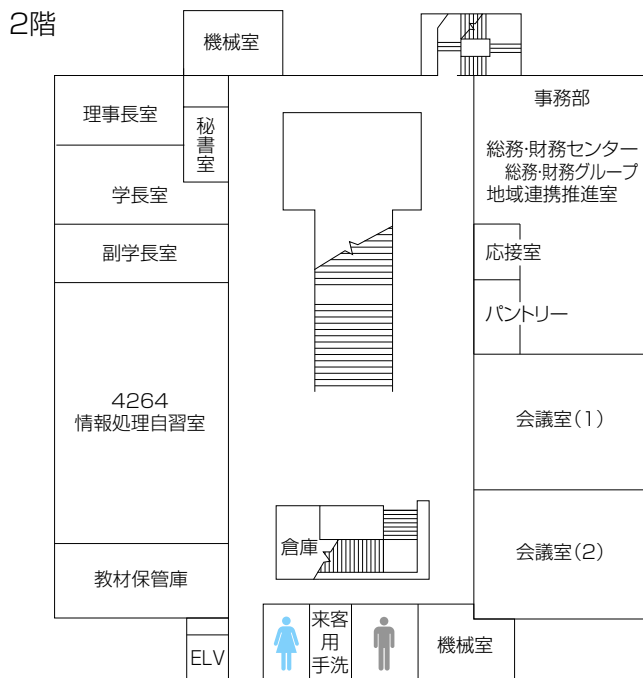 2階
機械室
理事長室
秘書室
学長室
副学長室
4264
情報処理自習室
教材保管庫
ELV
倉庫
来客
用
手洗
機械室
事務部
総務・財務センター
総務・財務グループ
地域連携推進室
応接室
パントリー
会議室(1)
会議室(2)